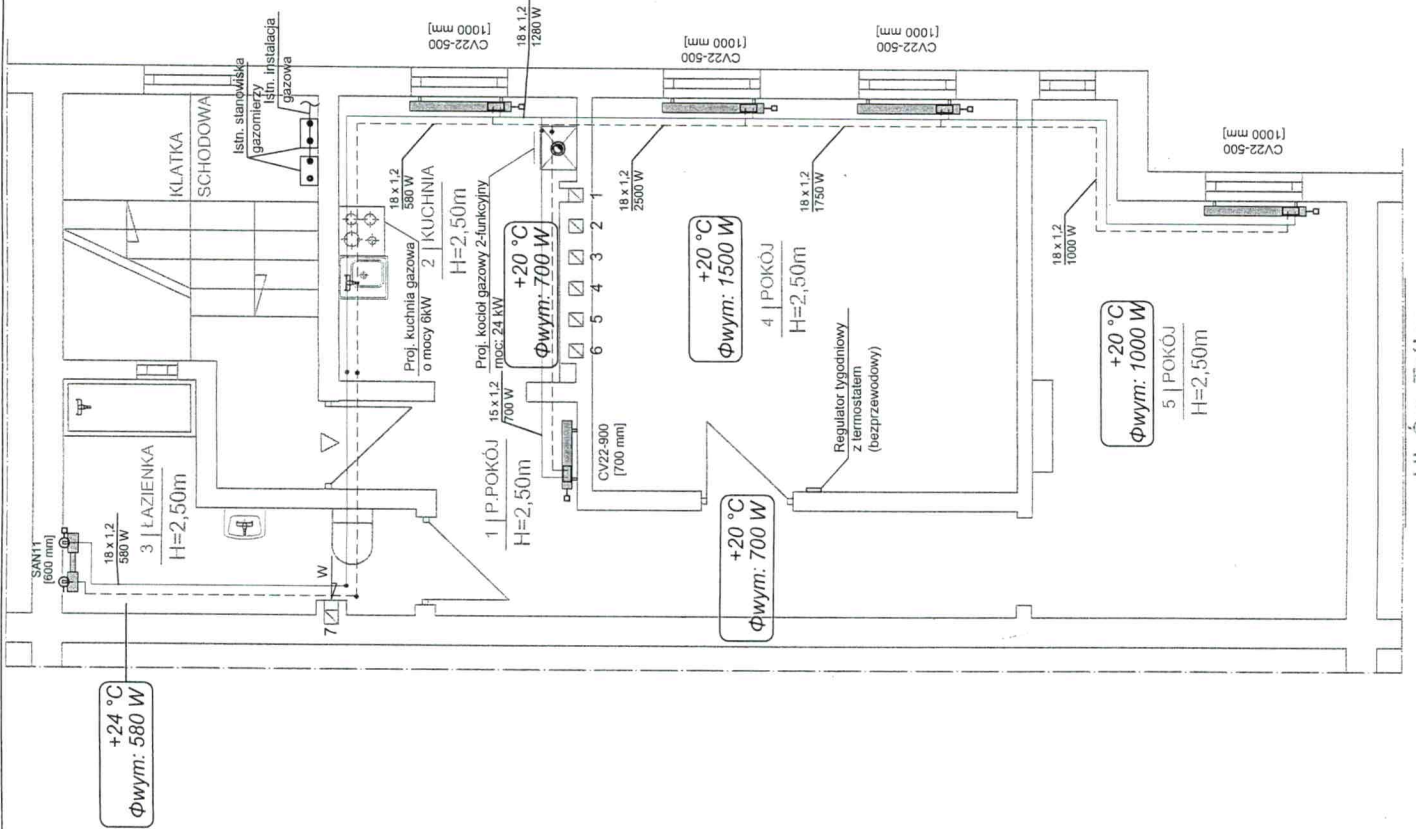 KLATKA
SCHODOWA
Istn. stanowiska
gazomierzy
Istn. instalacja
gazowa
CV22-500
[1000 mm]
18 x 1,2
1280 W
CV22-500
[1000 mm]
CV22-500
[1000 mm]
CV22-500
[1000 mm]
18 x 1,2
580 W
Proj. kuchnia gazowa
o mocy 6kW
2 | KUCHNIA
H=2,50m
Proj. kocioł gazowy 2-funkcyjny
moc: 24 kW
+20 °C
Φwym: 700 W
18 x 1,2
2500 W
18 x 1,2
1750 W
18 x 1,2
1000 W
1
2
3
4
5
6
+20 °C
Φwym: 1500 W
4 | POKÓJ
H=2,50m
+20 °C
Φwym: 1000 W
5 | POKÓJ
H=2,50m
Regulator tygodniowy
z termostatem
(bezprzewodowy)
15 x 1,2
700 W
CV22-900
[700 mm]
1 | P.POKÓJ
H=2,50m
+20 °C
Φwym: 700 W
SAN11
[600 mm]
18 x 1,2
580 W
3 | ŁAZIENKA
H=2,50m
W
7
+24 °C
Φwym: 580 W